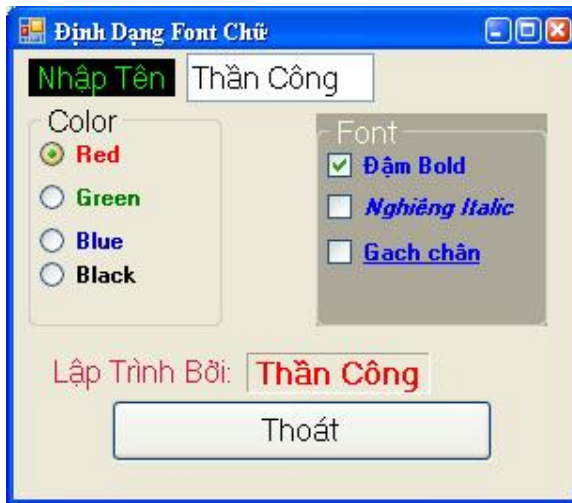 Định Dạng Font Chữ
Nhập Tên Thần Công
Color
Red
Green
Blue
Black
Font
Đậm Bold
Nghiêng Italic
Gạch chân
Lập Trình Bởi: Thần Công
Thoát